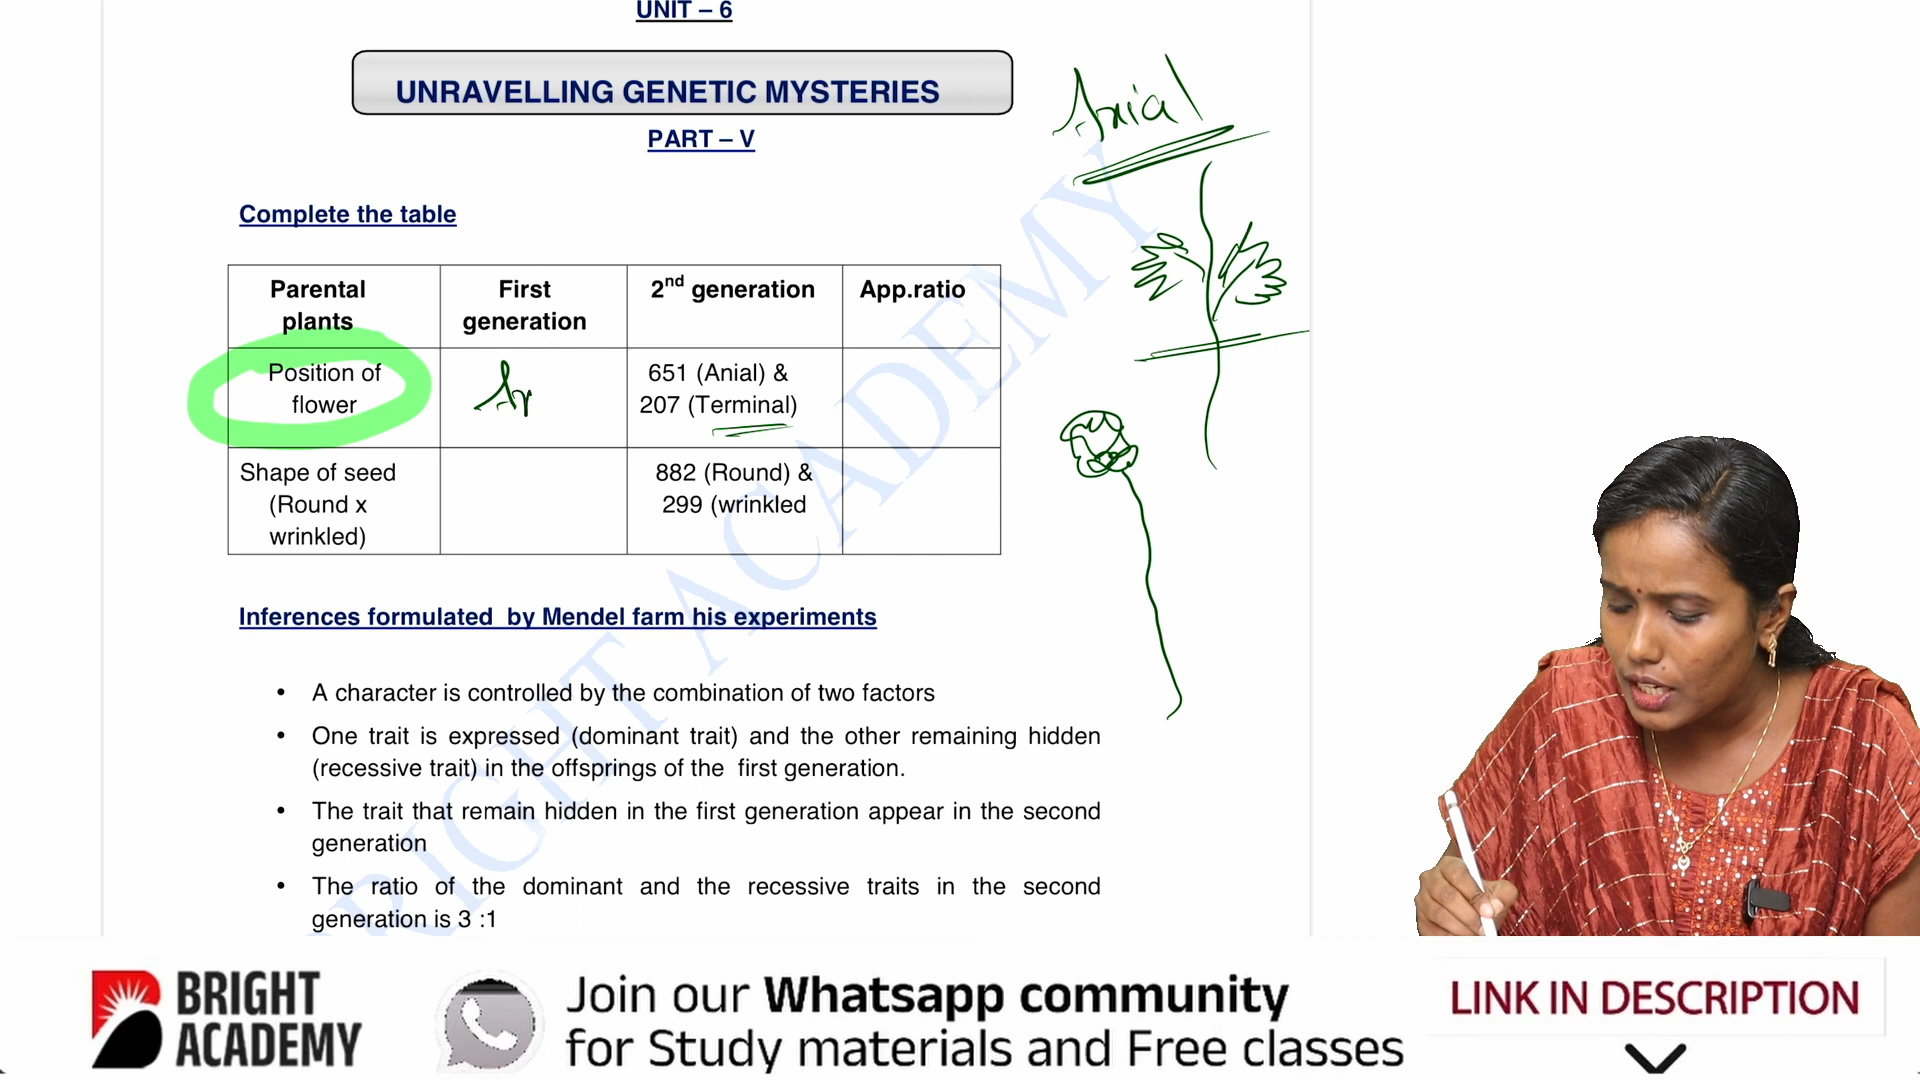 UNIT – 6
UNRAVELLING GENETIC MYSTERIES
PART – V
Axial
Complete the table
Parental plants
First generation
2nd generation
App.ratio
Position of flower
651 (Anial) &
207 (Terminal)
Shape of seed
(Round x
wrinkled)
882 (Round) &
299 (wrinkled
Inferences formulated by Mendel farm his experiments
• A character is controlled by the combination of two factors
• One trait is expressed (dominant trait) and the other remaining hidden
(recessive trait) in the offsprings of the first generation.
• The trait that remain hidden in the first generation appear in the second
generation
• The ratio of the dominant and the recessive traits in the second
generation is 3 :1
BRIGHT ACADEMY
BRIGHT
ACADEMY
Join our Whatsapp community
for Study materials and Free classes
LINK IN DESCRIPTION